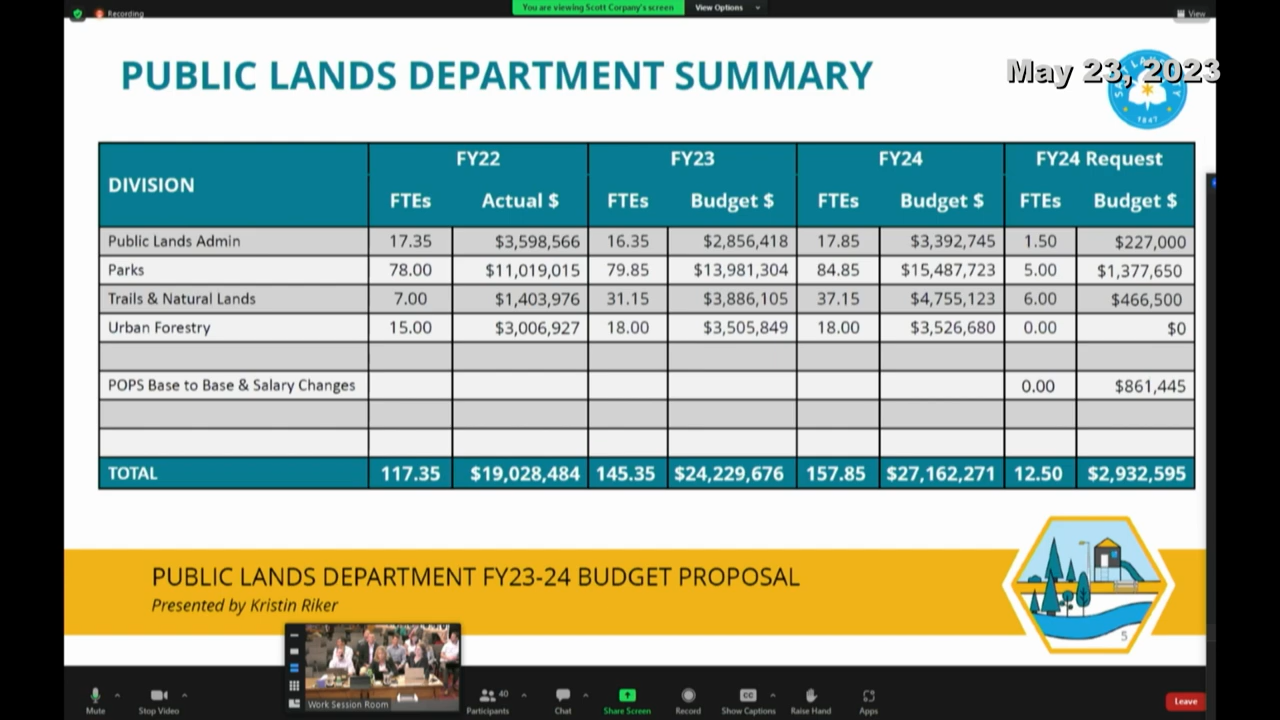 Recording
You are viewing Scott Corpany's screen
View Options
View
PUBLIC LANDS DEPARTMENT SUMMARY
May 23, 2023
1847
DIVISION FY22 FY23 FY24 FY24 Request
FTEs Actual $ FTEs Budget $ FTEs Budget $ FTEs Budget $
Public Lands Admin 17.35 $3,598,566 16.35 $2,856,418 17.85 $3,392,745 1.50 $227,000
Parks 78.00 $11,019,015 79.85 $13,981,304 84.85 $15,487,723 5.00 $1,377,650
Trails & Natural Lands 7.00 $1,403,976 31.15 $3,886,105 37.15 $4,755,123 6.00 $466,500
Urban Forestry 15.00 $3,006,927 18.00 $3,505,849 18.00 $3,526,680 0.00 $0
POPS Base to Base & Salary Changes 0.00 $861,445
TOTAL 117.35 $19,028,484 145.35 $24,229,676 157.85 $27,162,271 12.50 $2,932,595
PUBLIC LANDS DEPARTMENT FY23-24 BUDGET PROPOSAL
Presented by Kristin Riker
5
Work Session Room
Mute
Stop Video
Participants 40
Chat
Share Screen
Record
CC
Show Captions
Raise Hand
Apps
Leave